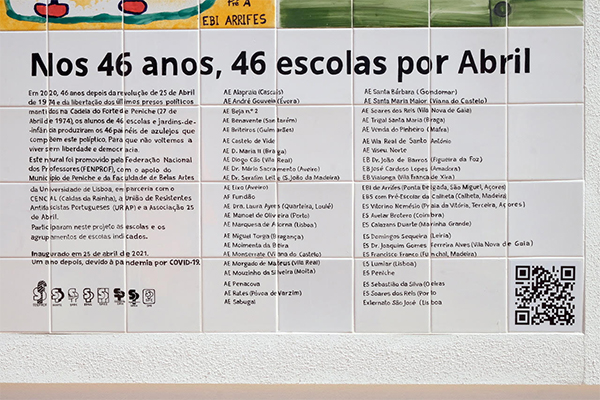 Pré A
EBI ARRIFES
Nos 46 anos, 46 escolas por Abril
Em 2020, 46 anos depois da revolução de 25 de Abril
de 1974 e da libertação dos últimos presos políticos
mantidos na Cadeia do Forte de Peniche (27 de
Abril de 1974), os alunos de 46 escolas e jardins-de-
-infância produziram os 46 painéis de azulejos que
compõem este políptico. Para que não voltemos a
viver sem liberdade e democracia.
Este mural foi promovido pela Federação Nacional
dos Professores (FENPROF), com o apoio do
Município de Peniche e da Faculdade de Belas Artes
da Universidade de Lisboa, em parceria com o
CENCAL (Caldas da Rainha), a União de Resistentes
Antifascistas Portugueses (URAP) e a Associação 25
de Abril.
Participaram neste projeto as escolas e os
agrupamentos de escolas indicados.
Inaugurado em 25 de abril de 2021.
Um ano depois, devido à pandemia por COVID-19.
AE Alapraia (Cascais)
AE André Gouveia (Évora)
AE Beja n.º 2
AE Benavente (Santarém)
AE Briteiros (Guimarães)
AE Castelo de Vide
AE D. Maria II (Braga)
AE Diogo Cão (Vila Real)
AE Dr. Mário Sacramento (Aveiro)
AE Dr. Serafim Leite (S. João da Madeira)
AE Eixo (Aveiro)
AE Fundão
AE Dra. Laura Ayres (Quarteira, Loulé)
AE Manoel de Oliveira (Porto)
AE Marquesa de Alorna (Lisboa)
AE Miguel Torga (Bragança)
AE Moimenta da Beira
AE Monserrate (Viana do Castelo)
AE Morgado de Mateus (Vila Real)
AE Mouzinho da Silveira (Moita)
AE Penacova
AE Rates (Póvoa de Varzim)
AE Sabugal
AE Santa Bárbara (Gondomar)
AE Santa Maria Maior (Viana do Castelo)
AE Soares dos Reis (Vila Nova de Gaia)
AE Trigal Santa Maria (Braga)
AE Venda do Pinheiro (Mafra)
AE Vila Real de Santo António
AE Viseu Norte
EB Dr. João de Barros (Figueira da Foz)
EB José Cardoso Pires (Amadora)
EB Vialonga (Vila Franca de Xira)
EBI de Arrifes (Ponta Delgada, São Miguel, Açores)
EBS com Pré-Escolar da Calheta (Calheta, Madeira)
ES Vitorino Nemésio (Praia da Vitória, Terceira, Açores)
ES Avelar Brotero (Coimbra)
ES Calazans Duarte (Marinha Grande)
ES Domingos Sequeira (Leiria)
ES Dr. Joaquim Gomes Ferreira Alves (Vila Nova de Gaia)
ES Francisco Franco (Funchal, Madeira)
ES Lumiar (Lisboa)
ES Peniche
ES Sebastião da Silva (Oeiras
ES Soares dos Reis (Porto
Externato São José (Lisboa